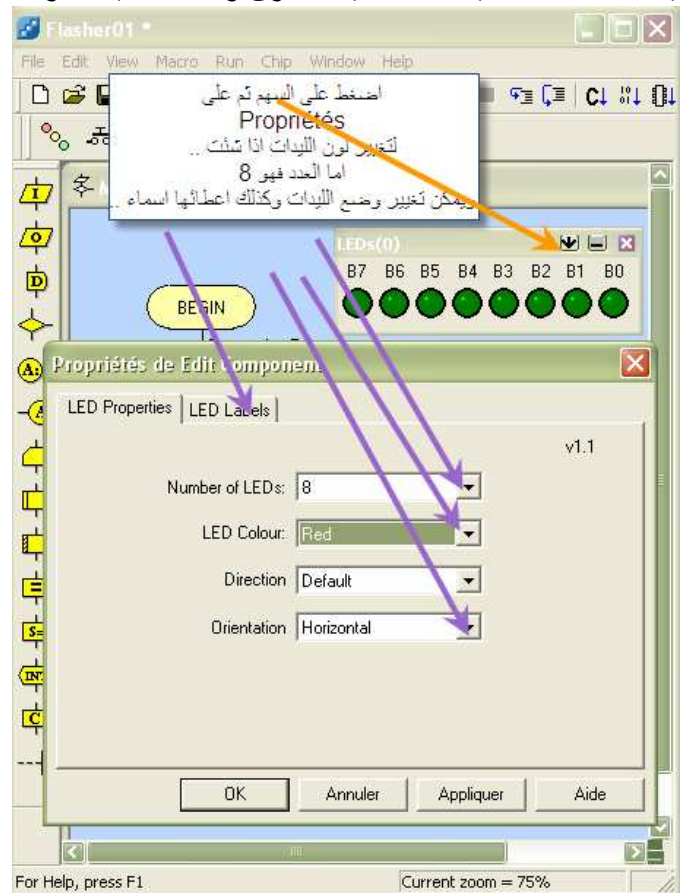 Flasher01 *
File Edit View Macro Run Chip Window Help
اضغط على السهم ثم على
Propriétés
لتغيير لون الليدات اذا شئت ..
اما العدد فهو 8
ويمكن تغيير وضع الليدات وكذلك اعطائها اسماء ..
LEDs(0)
B7 B6 B5 B4 B3 B2 B1 B0
BEGIN
Propriétés de Edit Component
LED Properties LED Labels
v1.1
Number of LEDs: 8
LED Colour: Red
Direction Default
Orientation Horizontal
OK Annuler Appliquer Aide
For Help, press F1 Current zoom = 75%